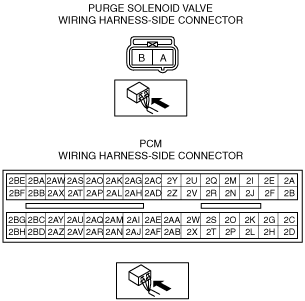 PURGE SOLENOID VALVE
WIRING HARNESS-SIDE CONNECTOR
B A
PCM
WIRING HARNESS-SIDE CONNECTOR
2BE 2BA 2AW 2AS 2AO 2AK 2AG 2AC 2Y 2U 2Q 2M 2I 2E 2A
2BF 2BB 2AX 2AT 2AP 2AL 2AH 2AD 2Z 2V 2R 2N 2J 2F 2B
2BG 2BC 2AY 2AU 2AQ 2AM 2AI 2AE 2AA 2W 2S 2O 2K 2G 2C
2BH 2BD 2AZ 2AV 2AR 2AN 2AJ 2AF 2AB 2X 2T 2P 2L 2H 2D